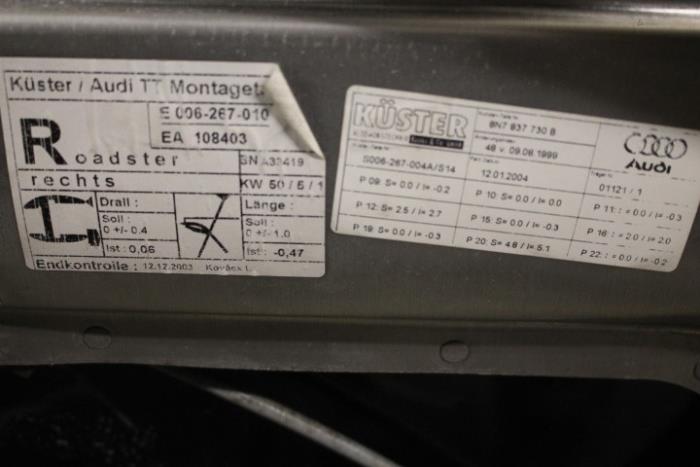 Küster / Audi TT Montaget
E 006-267-010
EA 108403
Roadster
SN A33419
rechts
KW 50 / 5 / 1
Drall :
Länge :
Soll :
0 +/- 0.4
Soll :
0 +/- 1.0
Ist : 0,06
Ist : -0,47
Endkontrolle : 12.12.2003 Kovács L.
KÜSTER
8N7 837 730 B
48 v. 09.08.1999
Audi
S006-267-004A/S14
12.01.2004
01121 / 1
P 09: S= 0.0 / I= -0.2
P 10: S= 0.0 / I= 0.0
P 11: : = 0.0 / I= -0.3
P 12: S= 2.5 / I= 2.7
P 15: S= 0.0 / I= -0.3
P 16: : = 2.0 / I= 2.0
P 19: S= 0.0 / I= -0.3
P 20: S= 4.8 / I= 5.1
P 22: : = 0.0 / I= -0.2